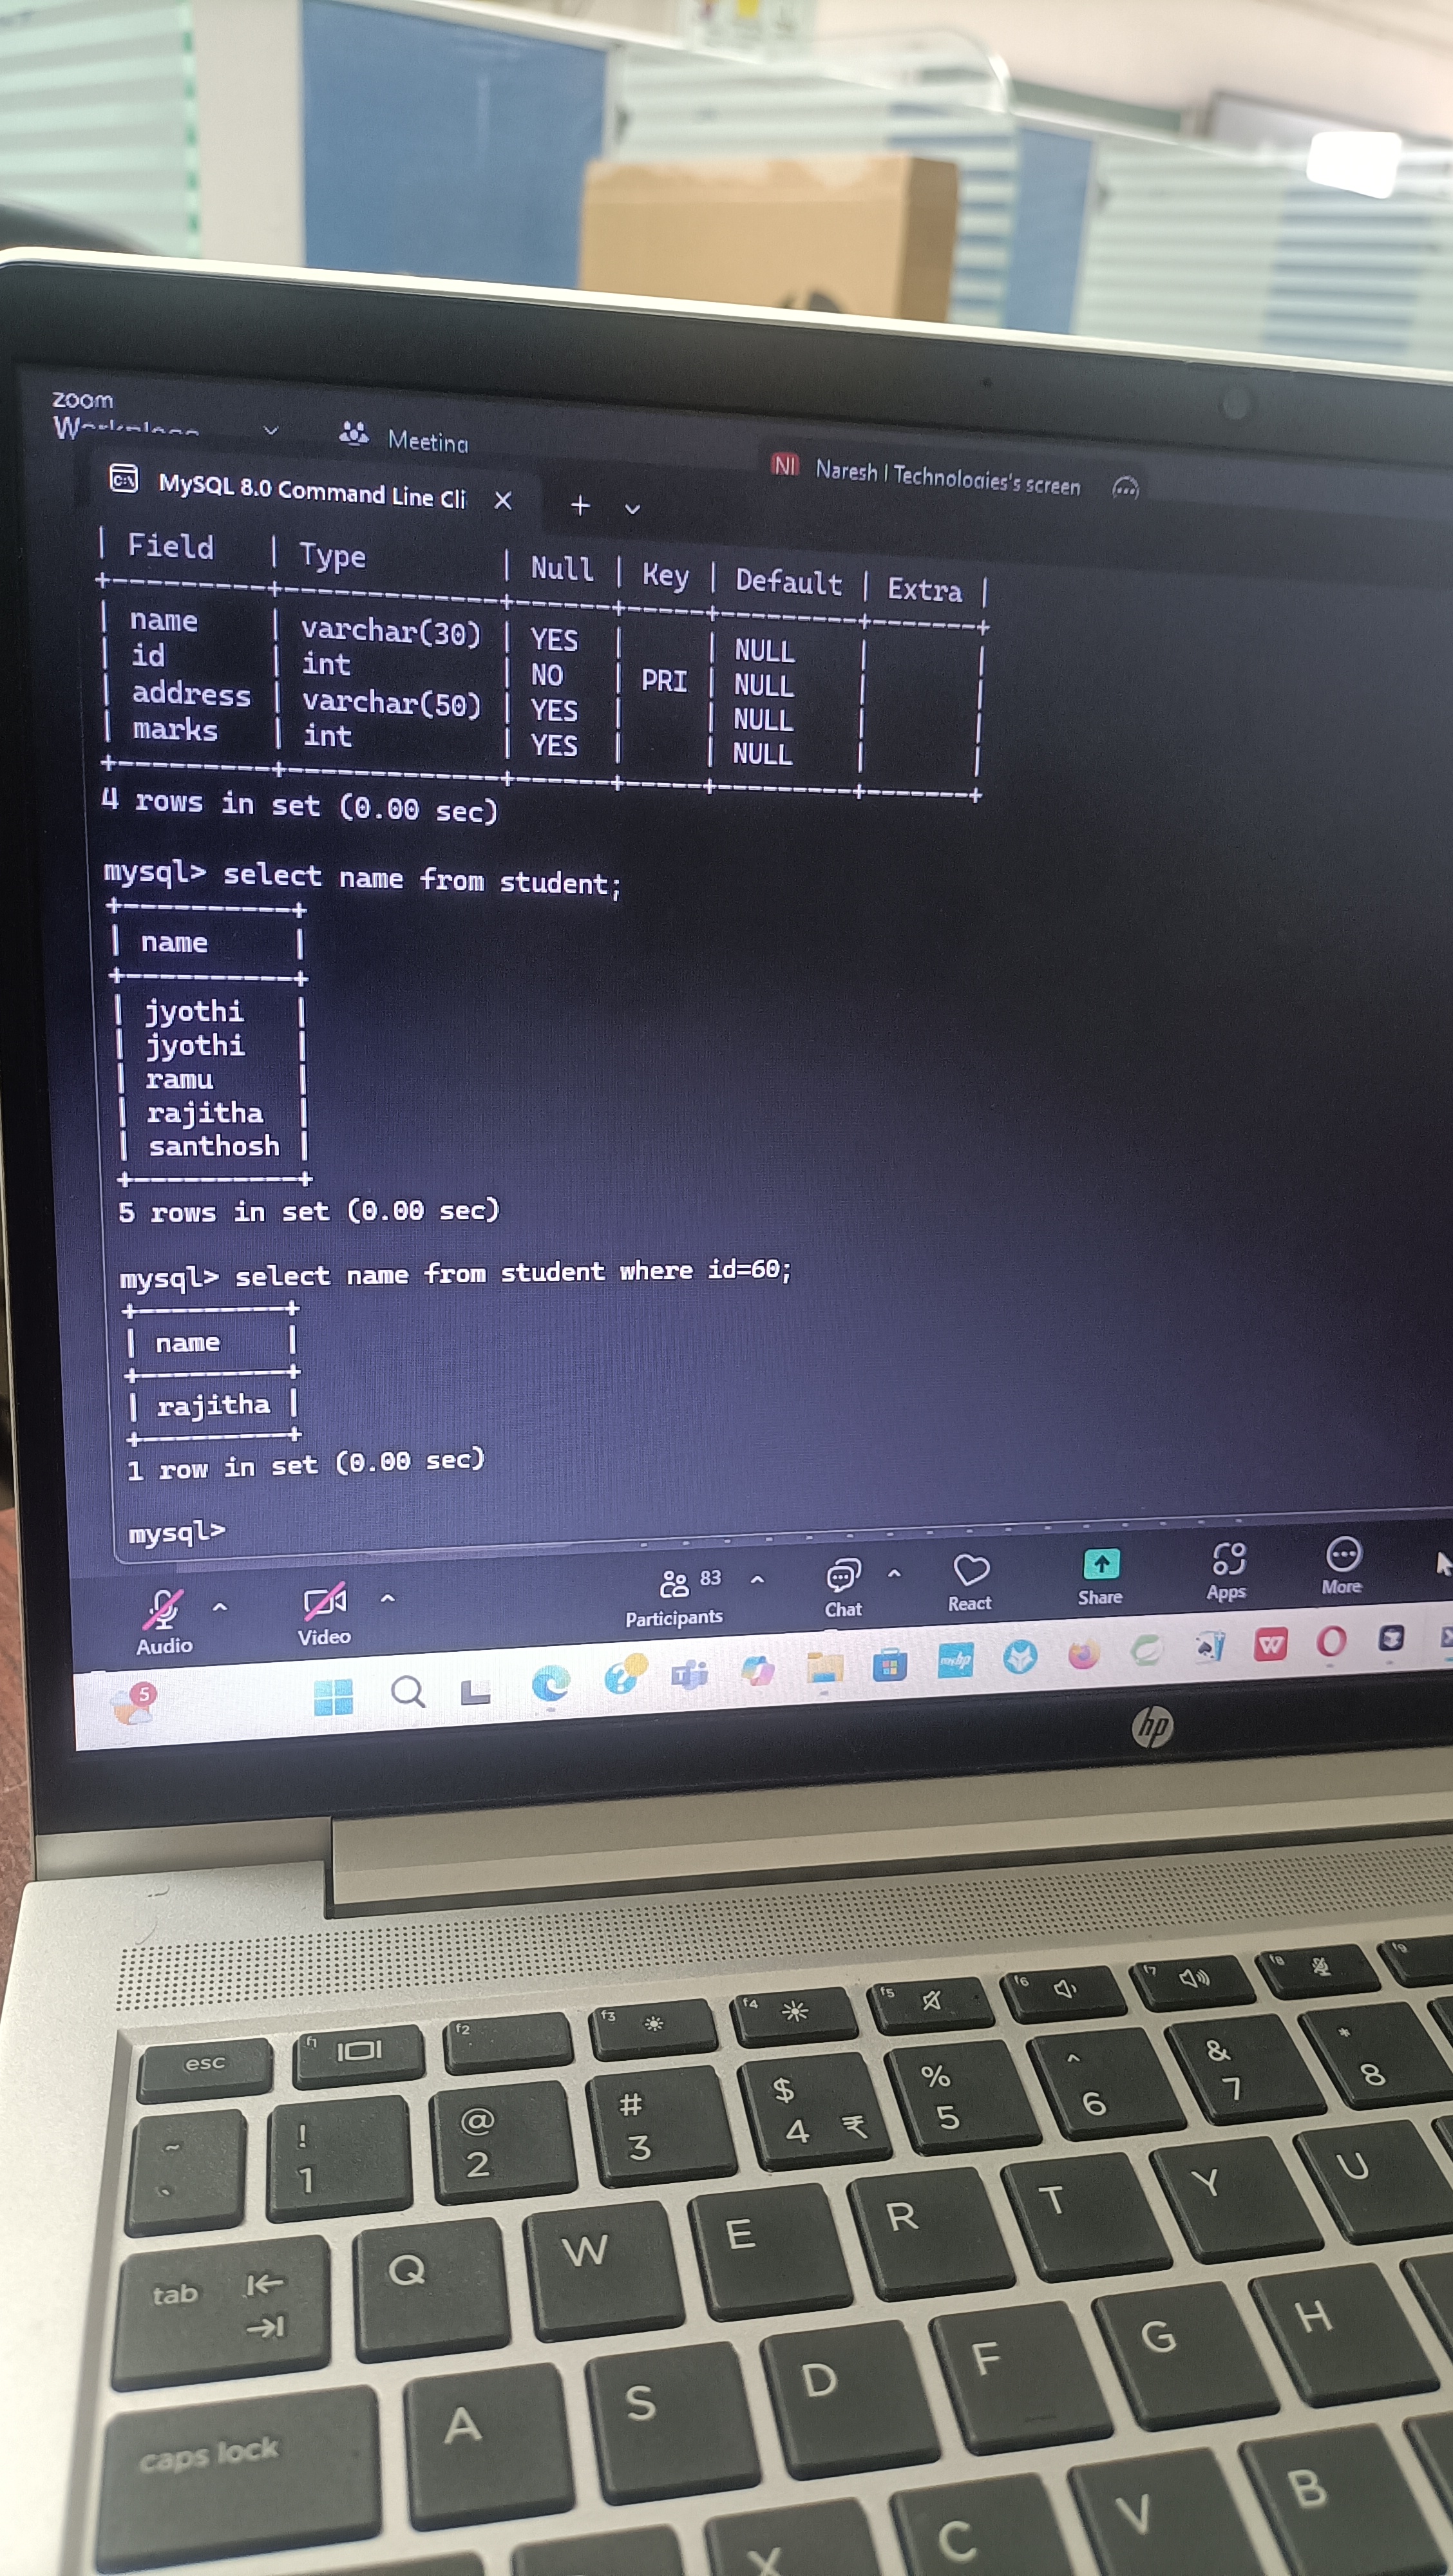 zoom
Workplace
Meeting
NI Naresh I Technologies's screen
MySQL 8.0 Command Line Cli
| Field | Type | Null | Key | Default | Extra |
+---------+-------------+------+-----+---------+-------+
| name | varchar(30) | YES | | NULL | |
| id | int | NO | PRI | NULL | |
| address | varchar(50) | YES | | NULL | |
| marks | int | YES | | NULL | |
+---------+-------------+------+-----+---------+-------+
4 rows in set (0.00 sec)
mysql> select name from student;
+----------+
| name |
+----------+
| jyothi |
| jyothi |
| ramu |
| rajitha |
| santhosh |
+----------+
5 rows in set (0.00 sec)
mysql> select name from student where id=60;
+---------+
| name |
+---------+
| rajitha |
+---------+
1 row in set (0.00 sec)
mysql>
Audio
Video
83
Participants
Chat
React
Share
Apps
More
5
myhp
W
hp
esc f1 f2 f3 f4 f5 f6 f7 f8 f9
~ ` ! 1 @ 2 # 3 $ 4 ₹ % 5 ^ 6 & 7 * 8
tab Q W E R T Y U
caps lock A S D F G H
X C V B